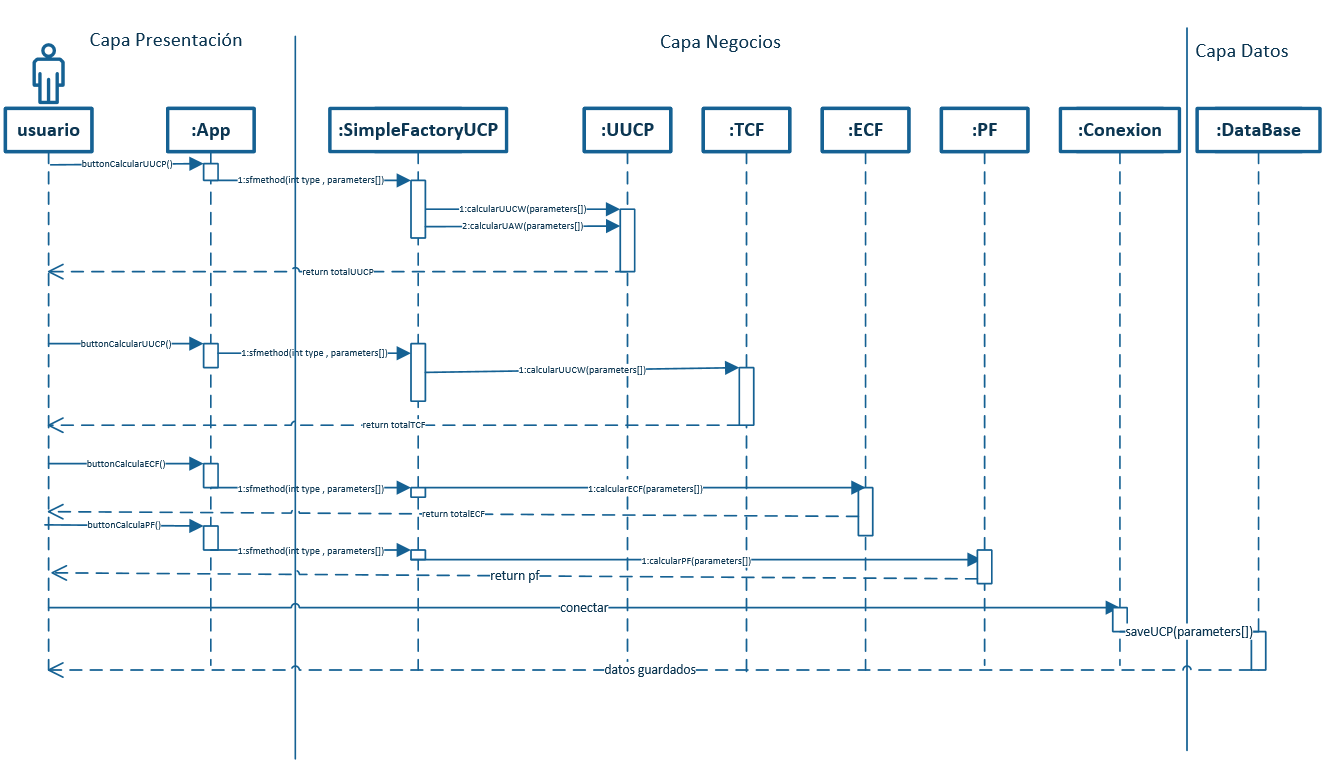 Capa Presentación
Capa Negocios
Capa Datos
usuario
:App
:SimpleFactoryUCP
:UUCP
:TCF
:ECF
:PF
:Conexion
:DataBase
buttonCalcularUUCP()
1:sfmethod(int type , parameters[])
1:calcularUUCW(parameters[])
2:calcularUAW(parameters[])
return totalUUCP
buttonCalcularUUCP()
1:sfmethod(int type , parameters[])
1:calcularUUCW(parameters[])
return totalTCF
buttonCalculaECF()
1:sfmethod(int type , parameters[])
1:calcularECF(parameters[])
return totalECF
buttonCalculaPF()
1:sfmethod(int type , parameters[])
1:calcularPF(parameters[])
return pf
conectar
saveUCP(parameters[])
datos guardados